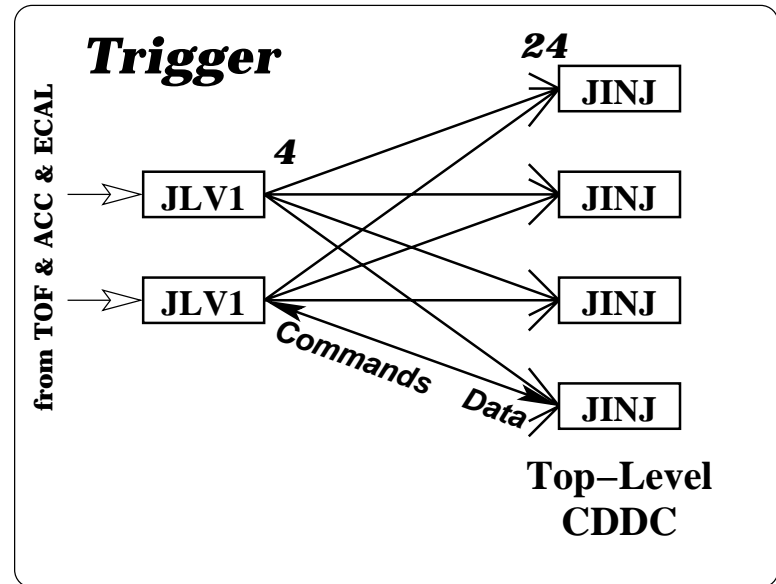 Trigger
24
JINJ
from TOF & ACC & ECAL
4
JLV1
JINJ
JLV1
JINJ
Commands
Data
JINJ
Top–Level
CDDC